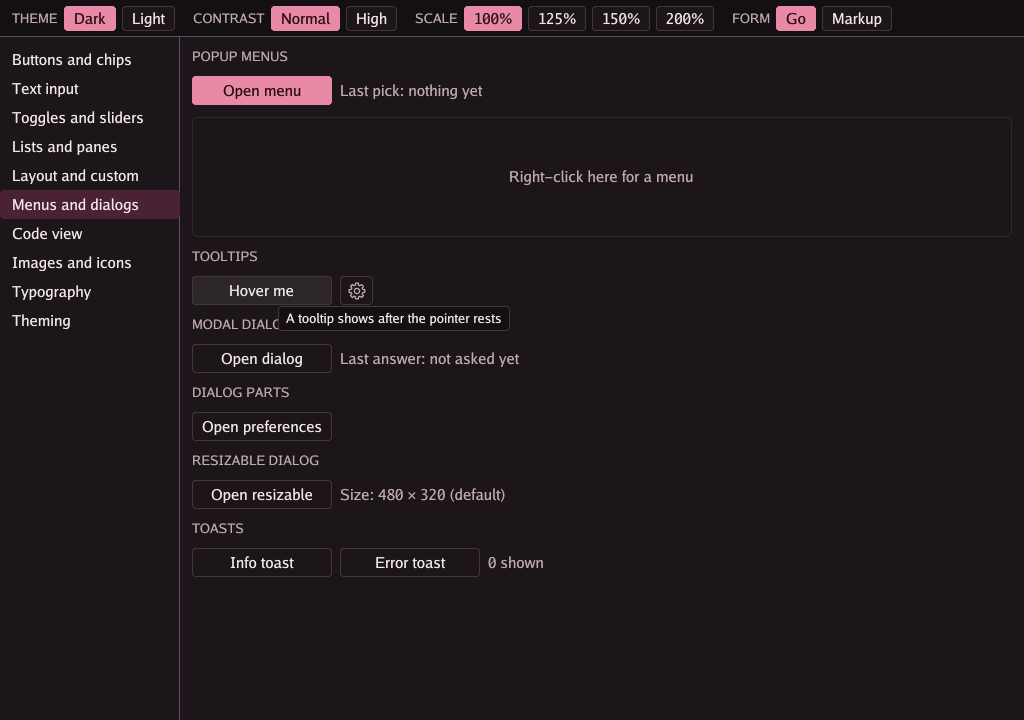 THEME Dark Light CONTRAST Normal High SCALE 100% 125% 150% 200% FORM Go Markup
Buttons and chips
Text input
Toggles and sliders
Lists and panes
Layout and custom
Menus and dialogs
Code view
Images and icons
Typography
Theming
POPUP MENUS
Open menu Last pick: nothing yet
Right-click here for a menu
TOOLTIPS
Hover me
A tooltip shows after the pointer rests
MODAL
Open dialog Last answer: not asked yet
DIALOG PARTS
Open preferences
RESIZABLE DIALOG
Open resizable Size: 480 × 320 (default)
TOASTS
Info toast Error toast 0 shown